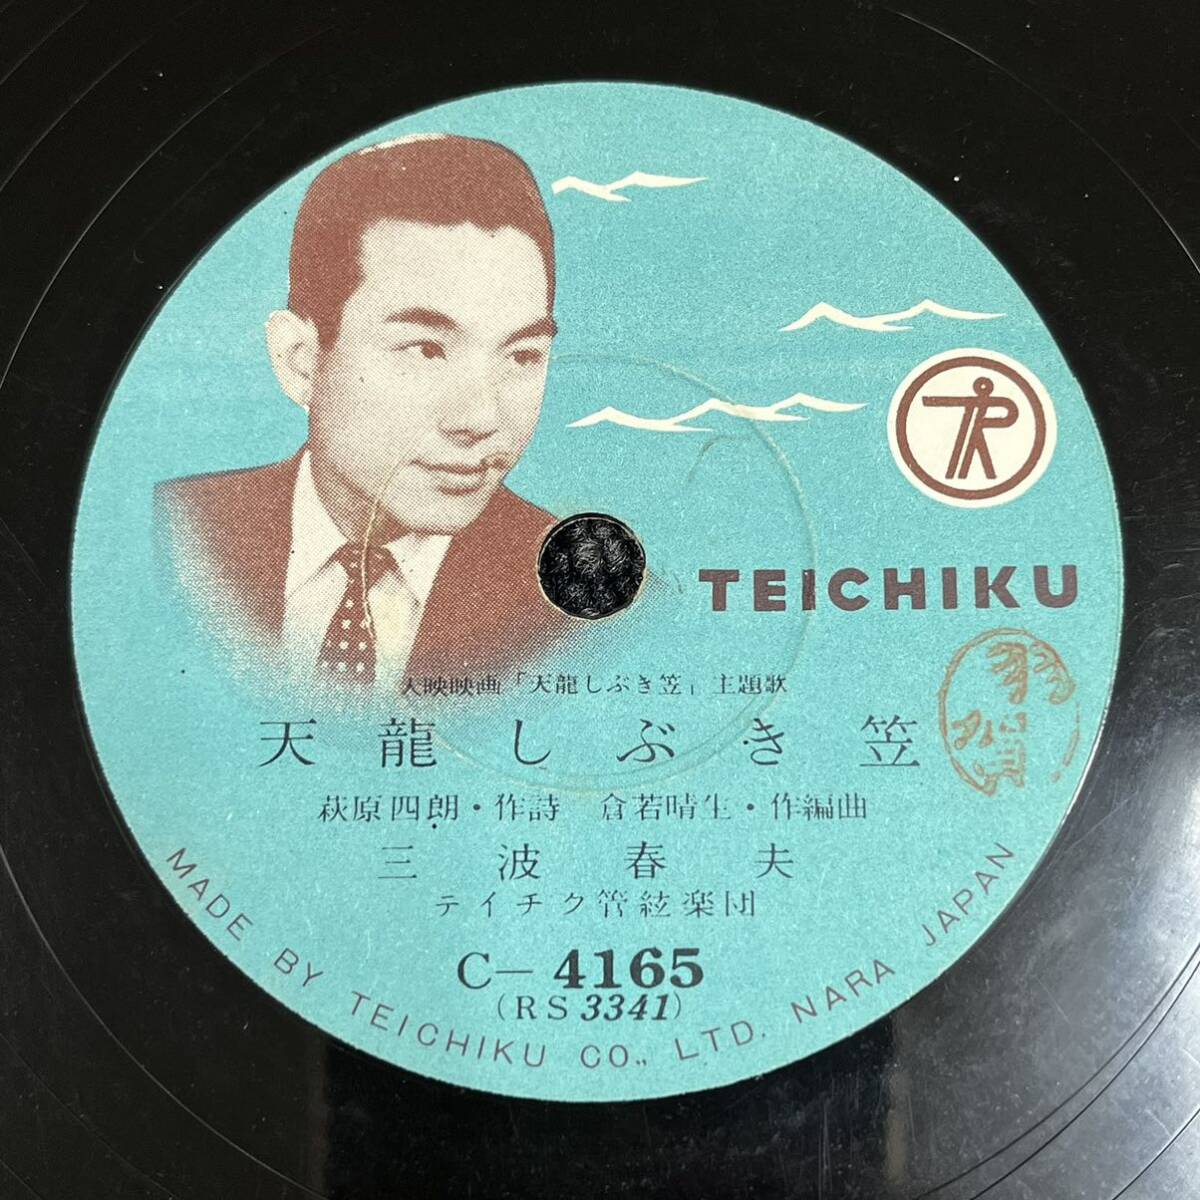 TEICHIKU
大映映画「天龍しぶき笠」主題歌
天龍しぶき笠
萩原四朗・作詩 倉若晴生・作編曲
三波春夫
テイチク管絃楽団
C-4165
(RS 3341)
MADE BY TEICHIKU CO., LTD. NARA JAPAN